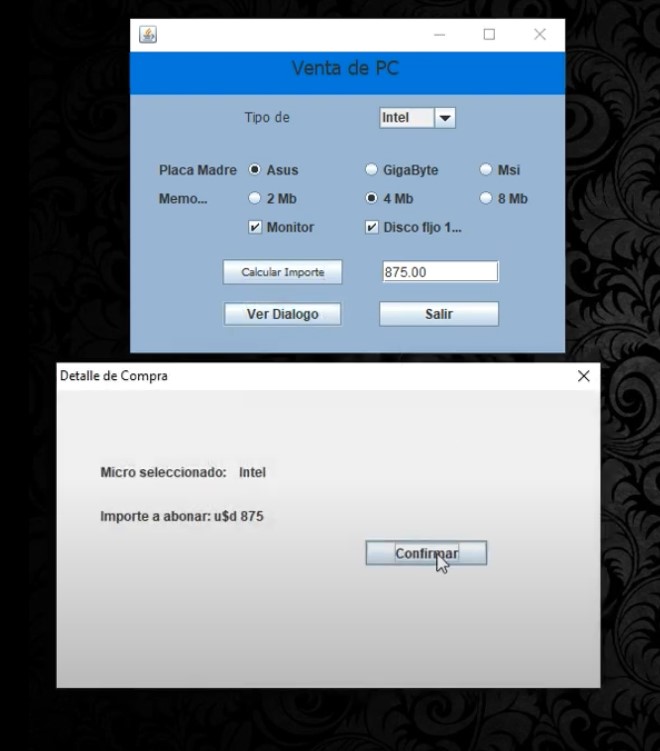 Venta de PC
Tipo de Intel
Placa Madre Asus GigaByte Msi
Memo... 2 Mb 4 Mb 8 Mb
Monitor Disco fijo 1...
Calcular Importe 875.00
Ver Dialogo Salir
Detalle de Compra
Micro seleccionado: Intel
Importe a abonar: u$d 875
Confirmar